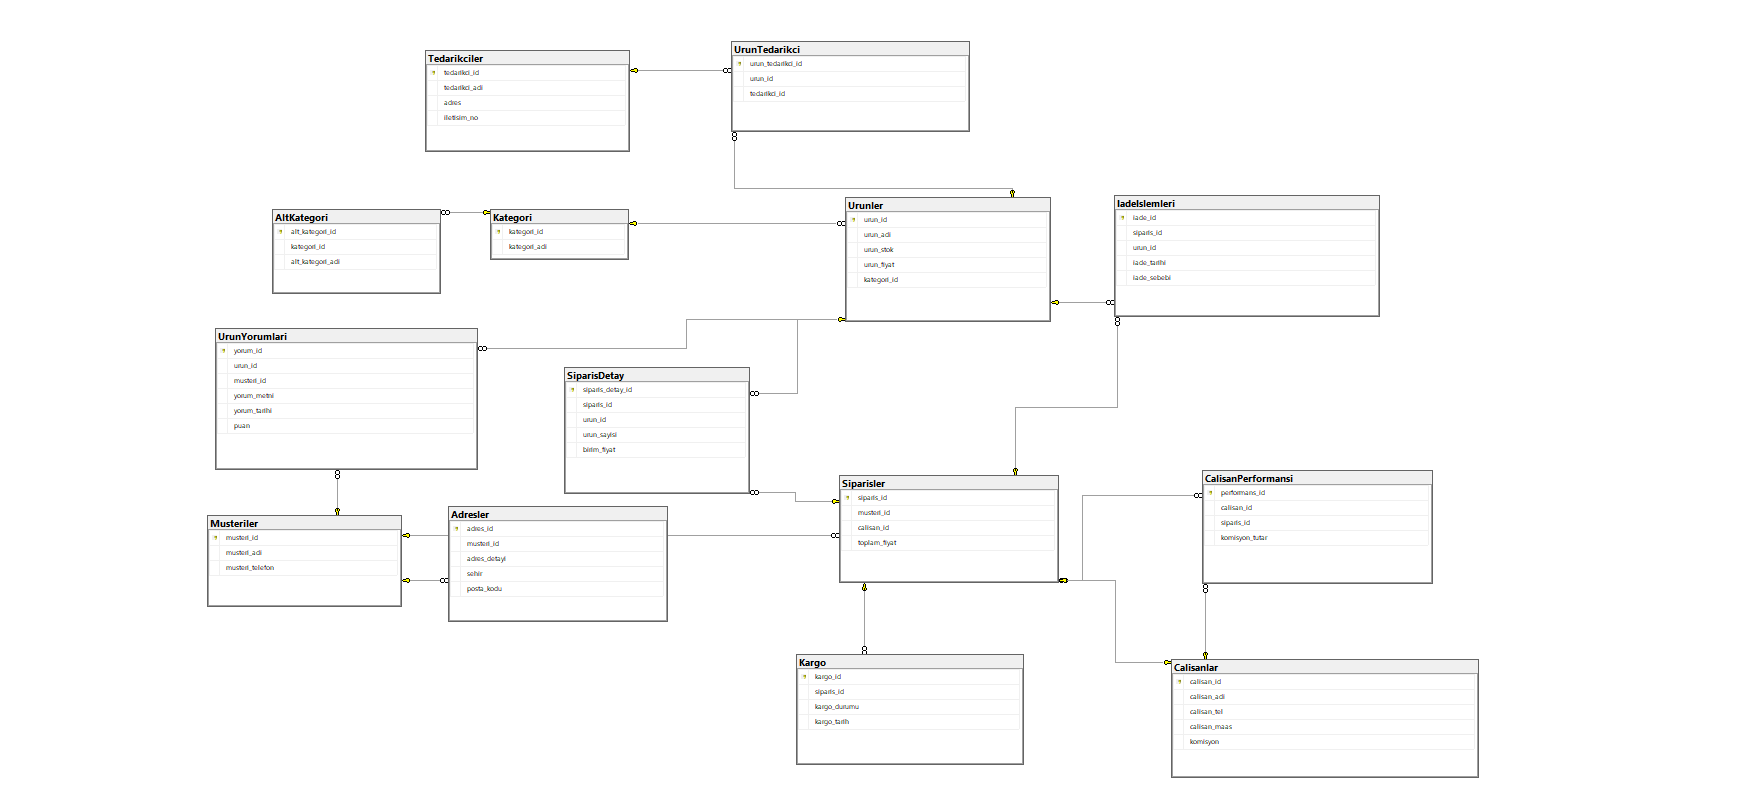 Tedarikciler
tedarikci_id
tedarikci_adi
adres
iletisim_no
UrunTedarikci
urun_tedarikci_id
urun_id
tedarikci_id
AltKategori
alt_kategori_id
kategori_id
alt_kategori_adi
Kategori
kategori_id
kategori_adi
Urunler
urun_id
urun_adi
urun_stok
urun_fiyat
kategori_id
IadeIslemleri
iade_id
siparis_id
urun_id
iade_tarihi
iade_sebebi
UrunYorumlari
yorum_id
urun_id
musteri_id
yorum_metni
yorum_tarihi
puan
SiparisDetay
siparis_detay_id
siparis_id
urun_id
urun_sayisi
birim_fiyat
Siparisler
siparis_id
musteri_id
calisan_id
toplam_fiyat
CalisanPerformansi
performans_id
calisan_id
siparis_id
komisyon_tutar
Musteriler
musteri_id
musteri_adi
musteri_telefon
Adresler
adres_id
musteri_id
adres_detayi
sehir
posta_kodu
Kargo
kargo_id
siparis_id
kargo_durumu
kargo_tarih
Calisanlar
calisan_id
calisan_adi
calisan_tel
calisan_maas
komisyon